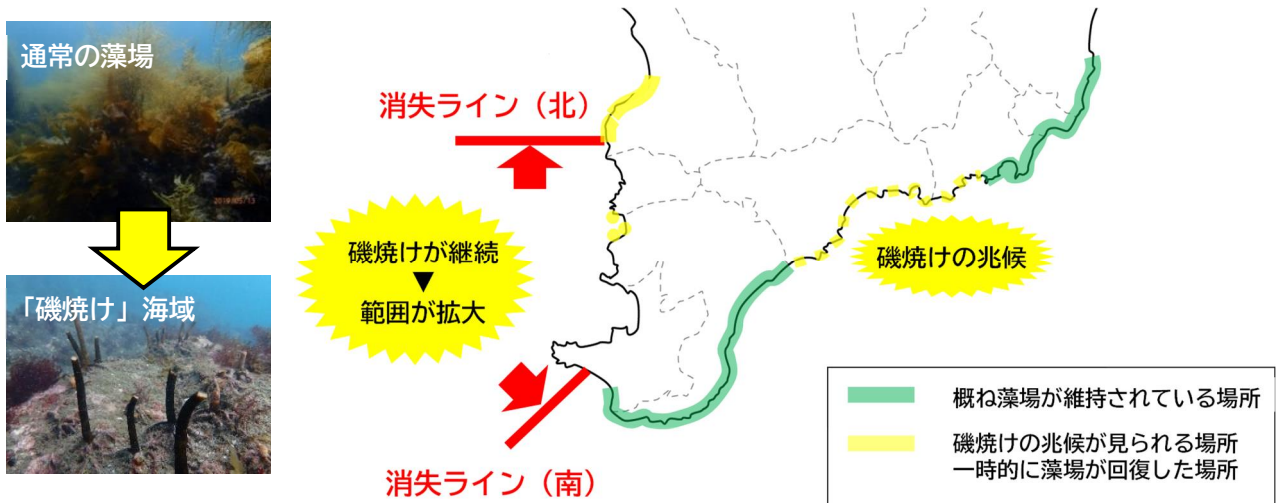 通常の藻場
「磯焼け」海域
消失ライン（北）
磯焼けが継続
▼
範囲が拡大
消失ライン（南）
磯焼けの兆候
概ね藻場が維持されている場所
磯焼けの兆候が見られる場所
一時的に藻場が回復した場所